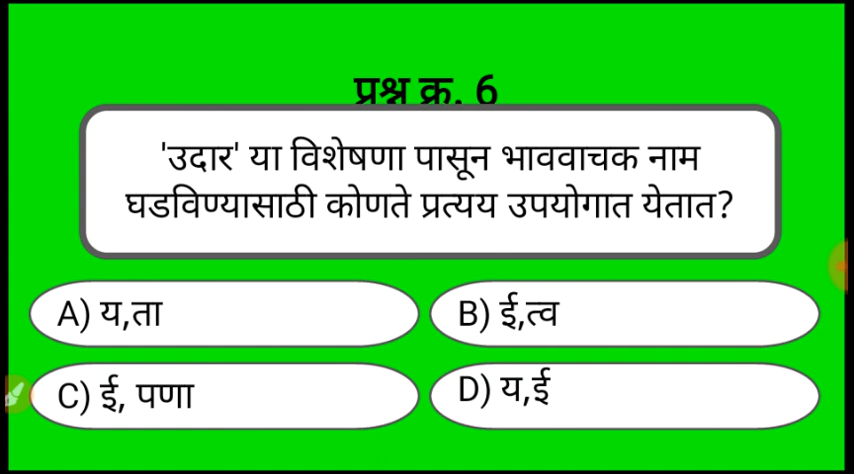 प्रश्न क्र. 6
'उदार' या विशेषणा पासून भाववाचक नाम
घडविण्यासाठी कोणते प्रत्यय उपयोगात येतात?
A) य,ता
B) ई,त्व
C) ई, पणा
D) य,ई